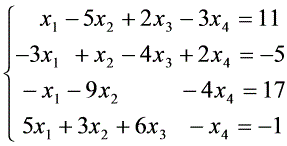 x₁ − 5x₂ + 2x₃ − 3x₄ = 11
−3x₁ + x₂ − 4x₃ + 2x₄ = −5
− x₁ − 9x₂ − 4x₄ = 17
5x₁ + 3x₂ + 6x₃ − x₄ = −1